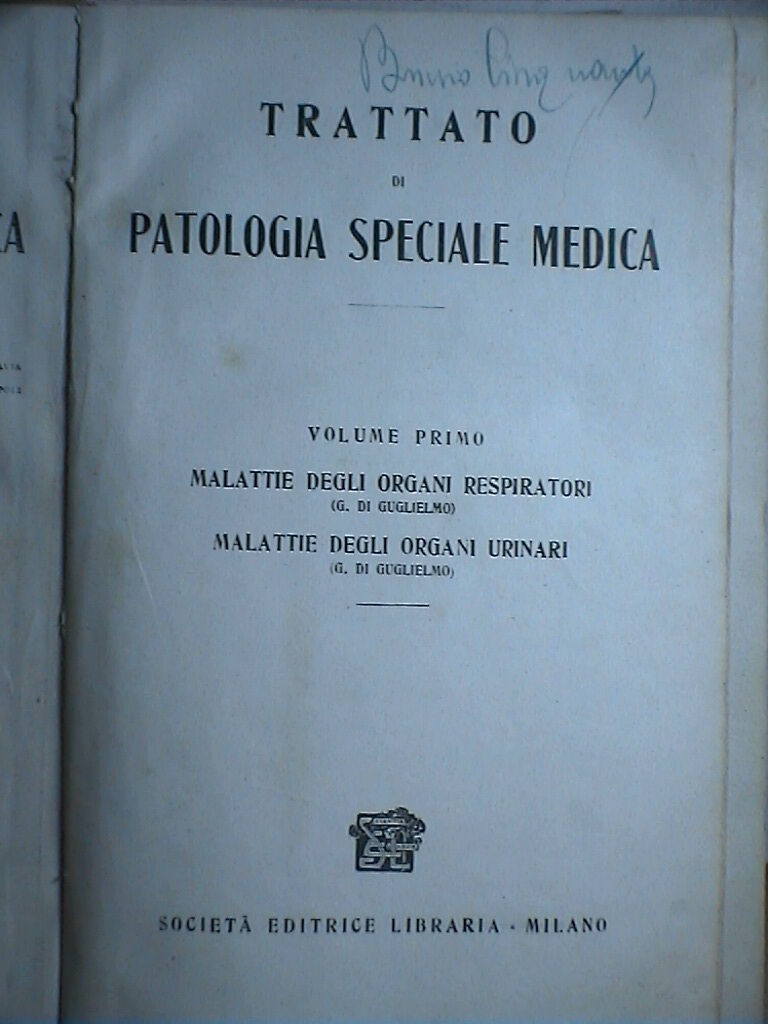 TRATTATO
DI
PATOLOGIA SPECIALE MEDICA
VOLUME PRIMO
MALATTIE DEGLI ORGANI RESPIRATORI
(G. DI GUGLIELMO)
MALATTIE DEGLI ORGANI URINARI
(G. DI GUGLIELMO)
SOCIETÀ EDITRICE LIBRARIA - MILANO